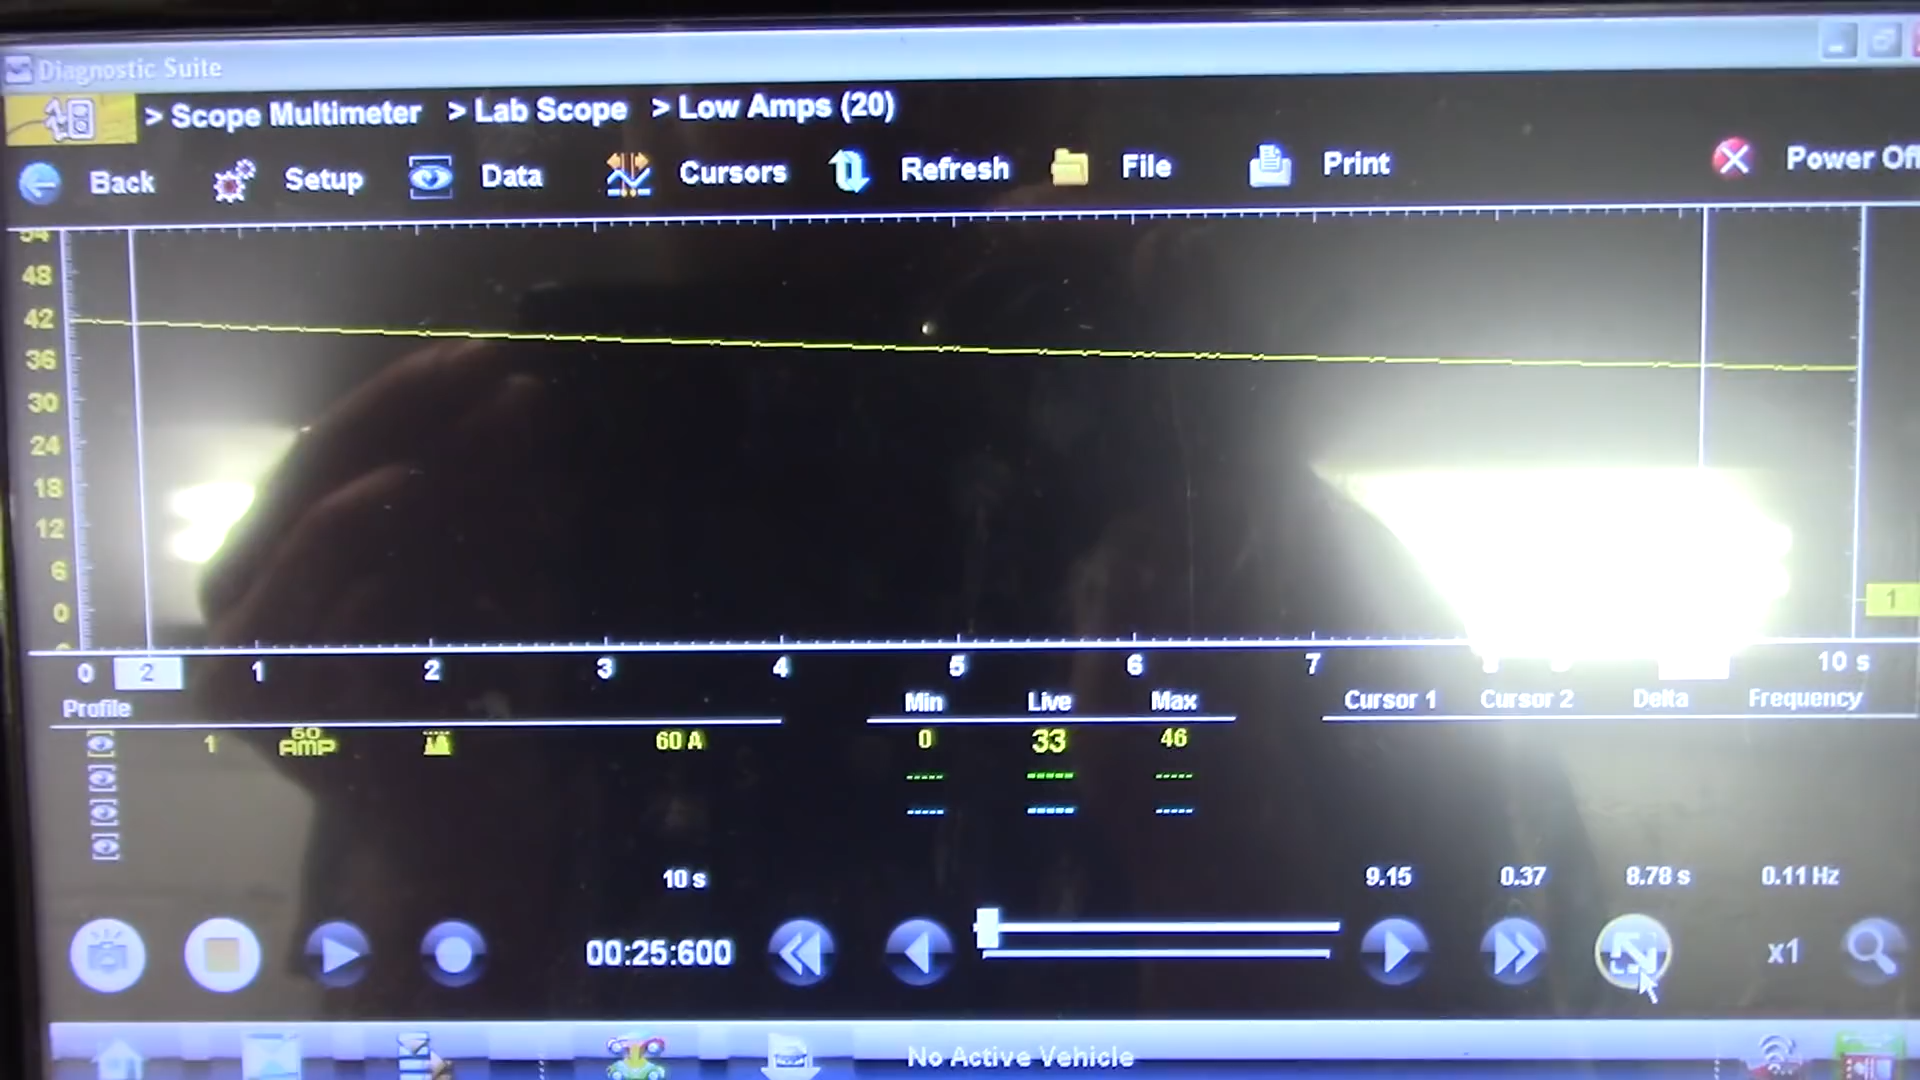 Diagnostic Suite
> Scope Multimeter > Lab Scope > Low Amps (20)
Back Setup Data Cursors Refresh File Print Power Off
54
48
42
36
30
24
18
12
6
0
1
0 2 1 2 3 4 5 6 7 10 s
Profile Min Live Max Cursor 1 Cursor 2 Delta Frequency
1 60 AMP 60 A 0 33 46
----- ----- -----
----- ----- -----
10 s 9.15 0.37 8.78 s 0.11 Hz
00:25:600 x1
No Active Vehicle